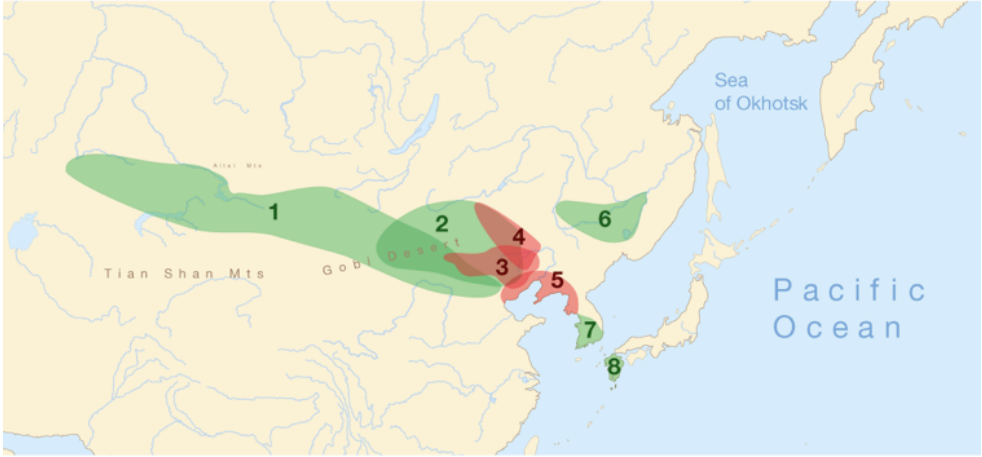 Sea
of Okhotsk
Altai Mts
1
2
6
4
Gobi Desert
3
Tian Shan Mts
5
Pacific
Ocean
7
8